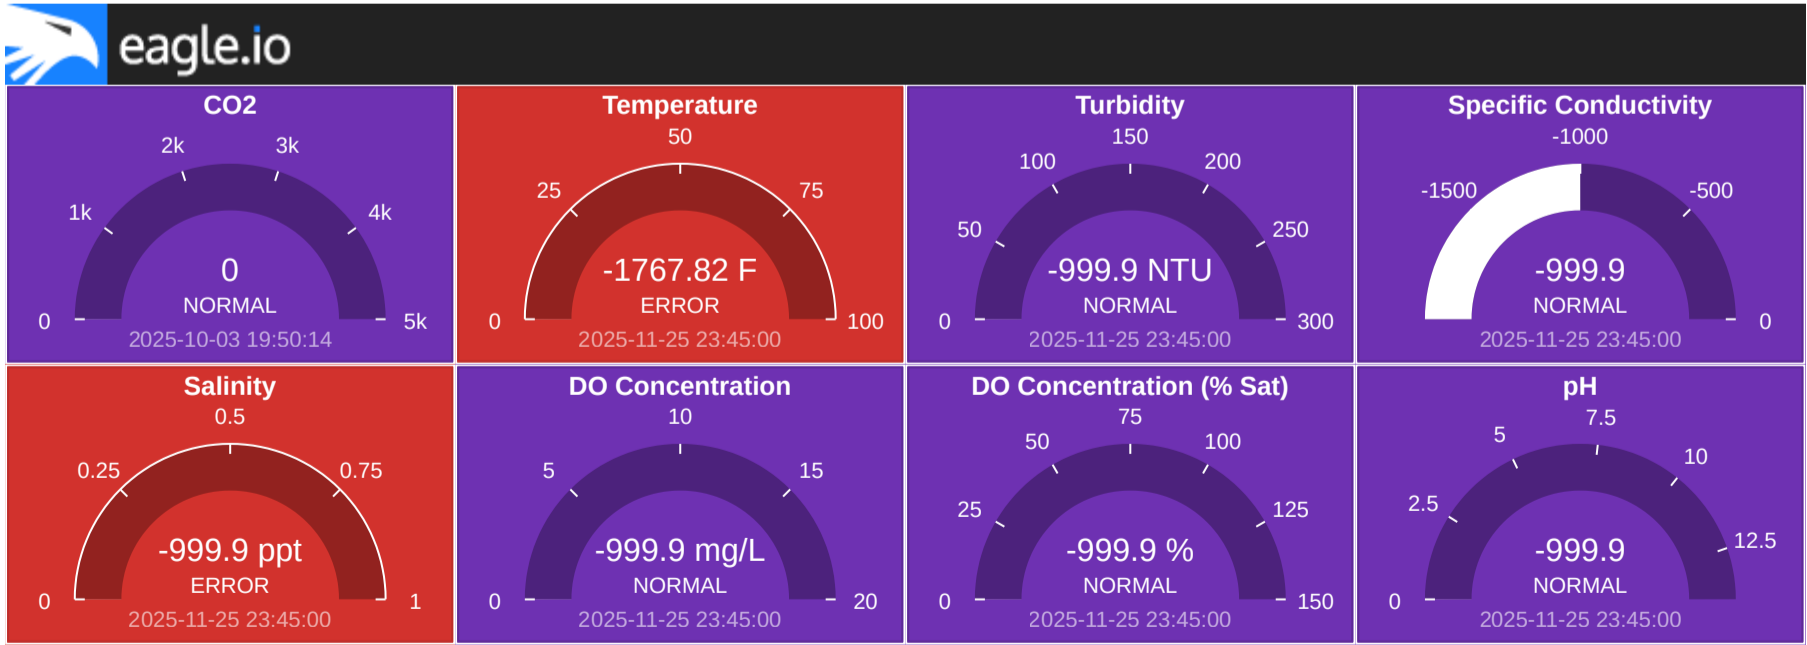 eagle.io
CO2
2k
3k
1k
4k
0
NORMAL
0
5k
2025-10-03 19:50:14
Temperature
50
25
75
-1767.82 F
ERROR
0
100
2025-11-25 23:45:00
Turbidity
150
100
200
50
250
-999.9 NTU
NORMAL
0
300
2025-11-25 23:45:00
Specific Conductivity
-1000
-1500
-500
-999.9
NORMAL
0
2025-11-25 23:45:00
Salinity
0.5
0.25
0.75
-999.9 ppt
ERROR
0
1
2025-11-25 23:45:00
DO Concentration
10
5
15
-999.9 mg/L
NORMAL
0
20
2025-11-25 23:45:00
DO Concentration (% Sat)
75
50
100
25
125
-999.9 %
NORMAL
0
150
2025-11-25 23:45:00
pH
7.5
5
10
2.5
12.5
-999.9
NORMAL
0
2025-11-25 23:45:00